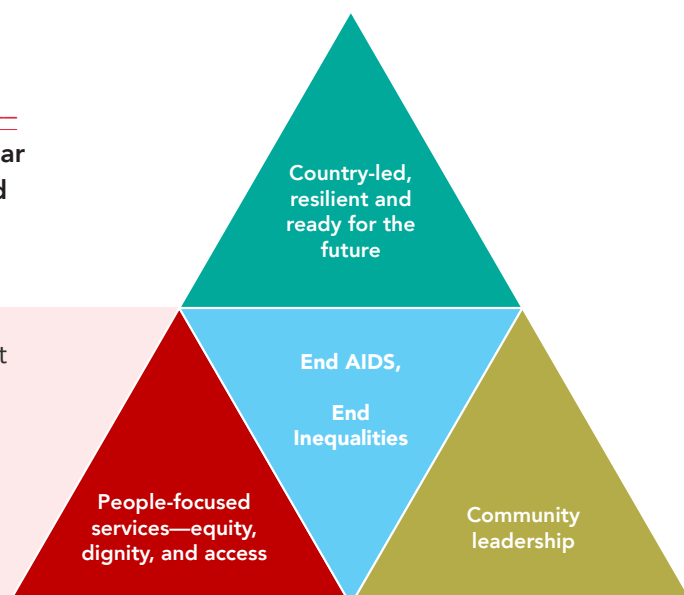 ar
d
Country-led,
resilient and
ready for the
future
t
End AIDS,
End
Inequalities
People-focused
services—equity,
dignity, and access
Community
leadership